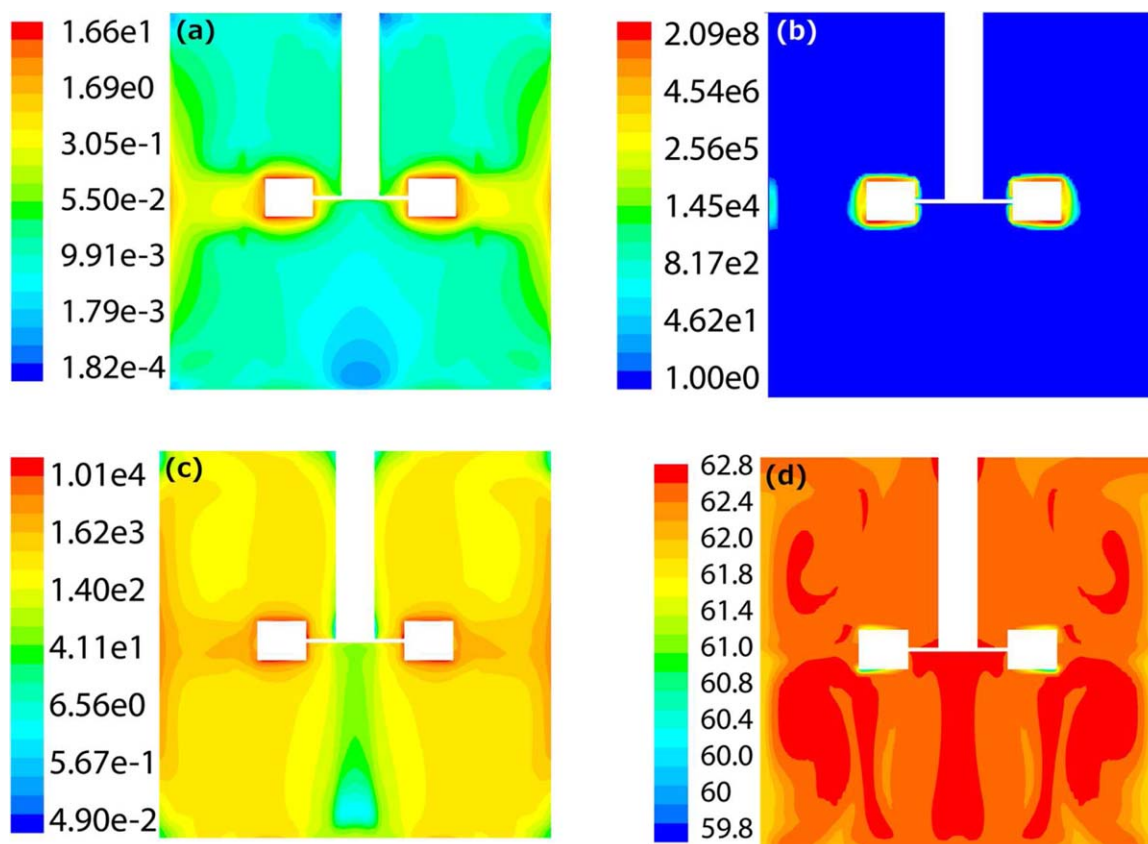 (a)
1.66e1
1.69e0
3.05e-1
5.50e-2
9.91e-3
1.79e-3
1.82e-4
(b)
2.09e8
4.54e6
2.56e5
1.45e4
8.17e2
4.62e1
1.00e0
(c)
1.01e4
1.62e3
1.40e2
4.11e1
6.56e0
5.67e-1
4.90e-2
(d)
62.8
62.4
62.0
61.8
61.4
61.0
60.8
60.4
60.0
60
59.8